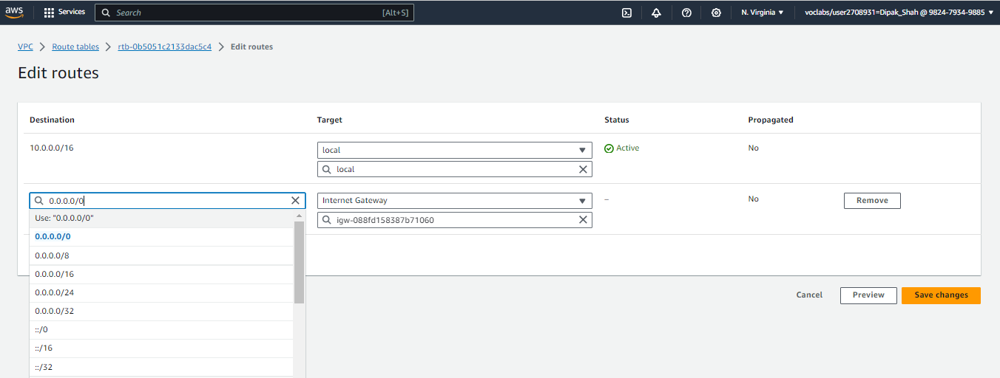 aws Services Search [Alt+S] N. Virginia voclabs/user2708931=Dipak_Shah @ 9824-7934-9885
VPC Route tables rtb-0b5051c2133dac5c4 Edit routes
Edit routes
Destination Target Status Propagated
10.0.0.0/16 local Active No
local
0.0.0.0/0 Internet Gateway – No Remove
Use: "0.0.0.0/0" igw-088fd158387b71060
0.0.0.0/0
0.0.0.0/8
0.0.0.0/16
0.0.0.0/24
0.0.0.0/32
::/0
::/16
::/32
Cancel Preview Save changes